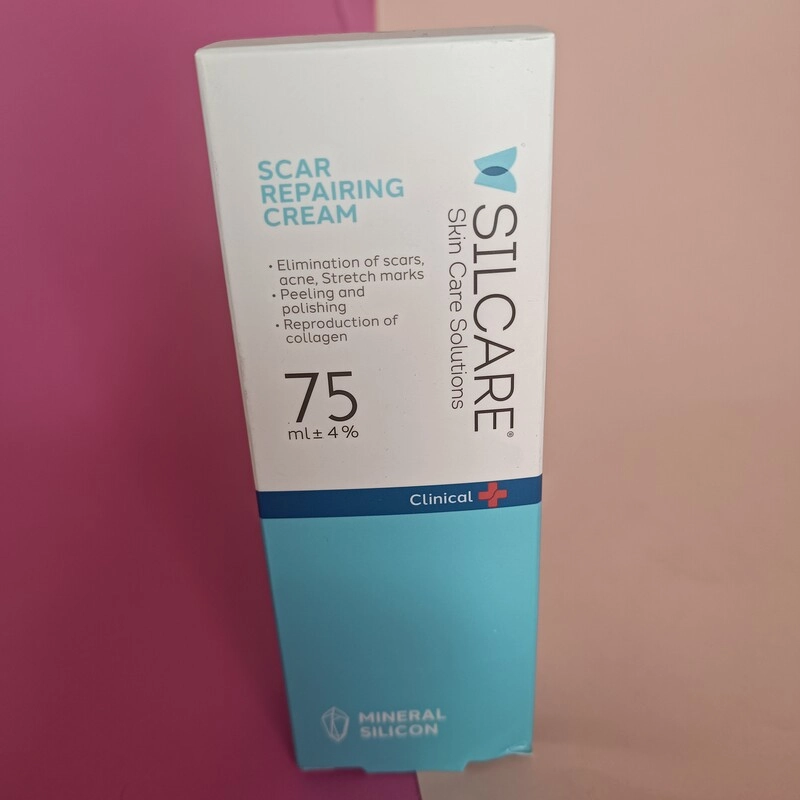 SCAR
REPAIRING
CREAM
• Elimination of scars,
acne, Stretch marks
• Peeling and
polishing
• Reproduction of
collagen
75
ml ± 4 %
SILCARE®
Skin Care Solutions
Clinical
MINERAL
SILICON